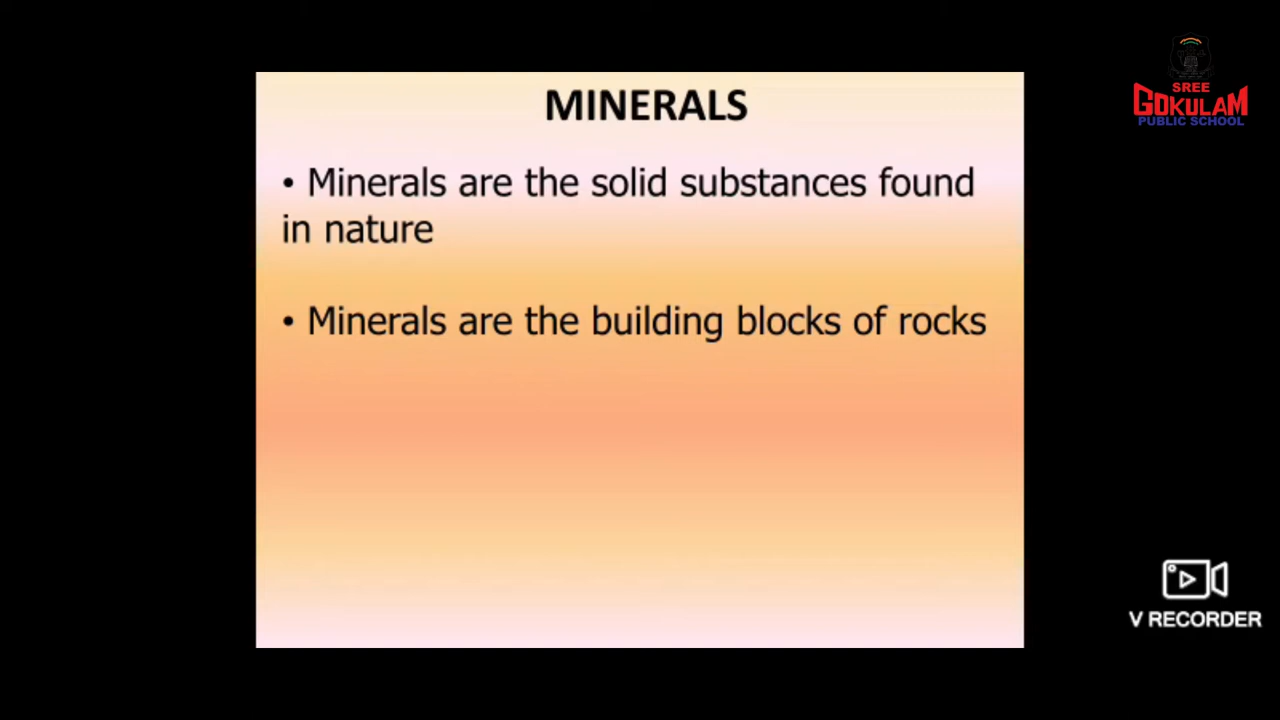 MINERALS
• Minerals are the solid substances found
in nature
• Minerals are the building blocks of rocks
SREE
GOKULAM
PUBLIC SCHOOL
V RECORDER